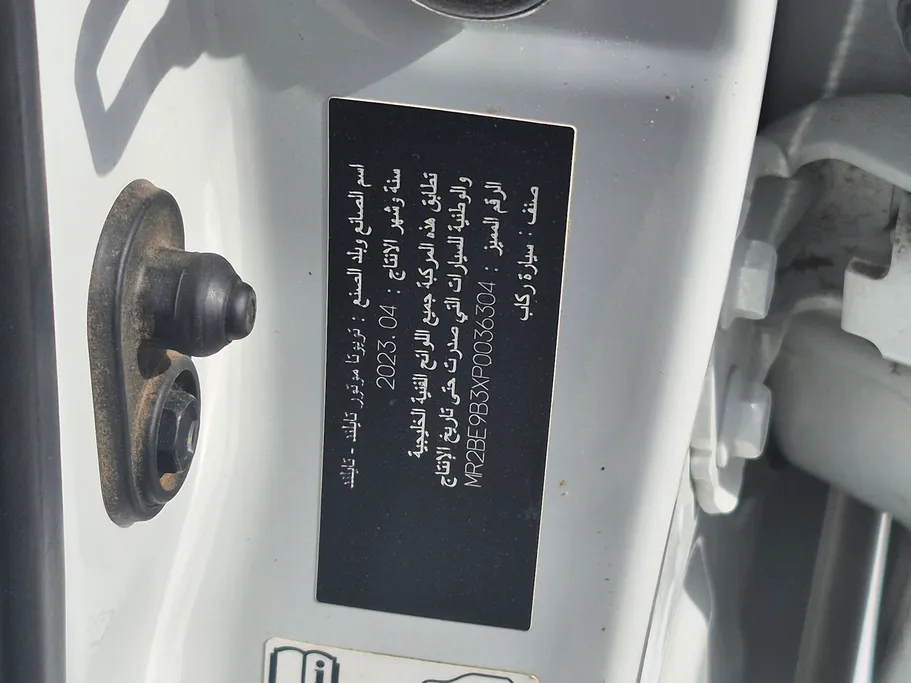 اسم الصانع وبلد الصنع : تويوتا موتور تايلند - تايلند
سنة وشهر الانتاج : 2023.04
تطابق هذه المركبة جميع اللوائح الفنية الخليجية
والوطنية للسيارات التي صدرت حتى تاريخ الإنتاج
الرقم المميز : MR2BE9B3XP0036304
صنف : سيارة ركاب
i